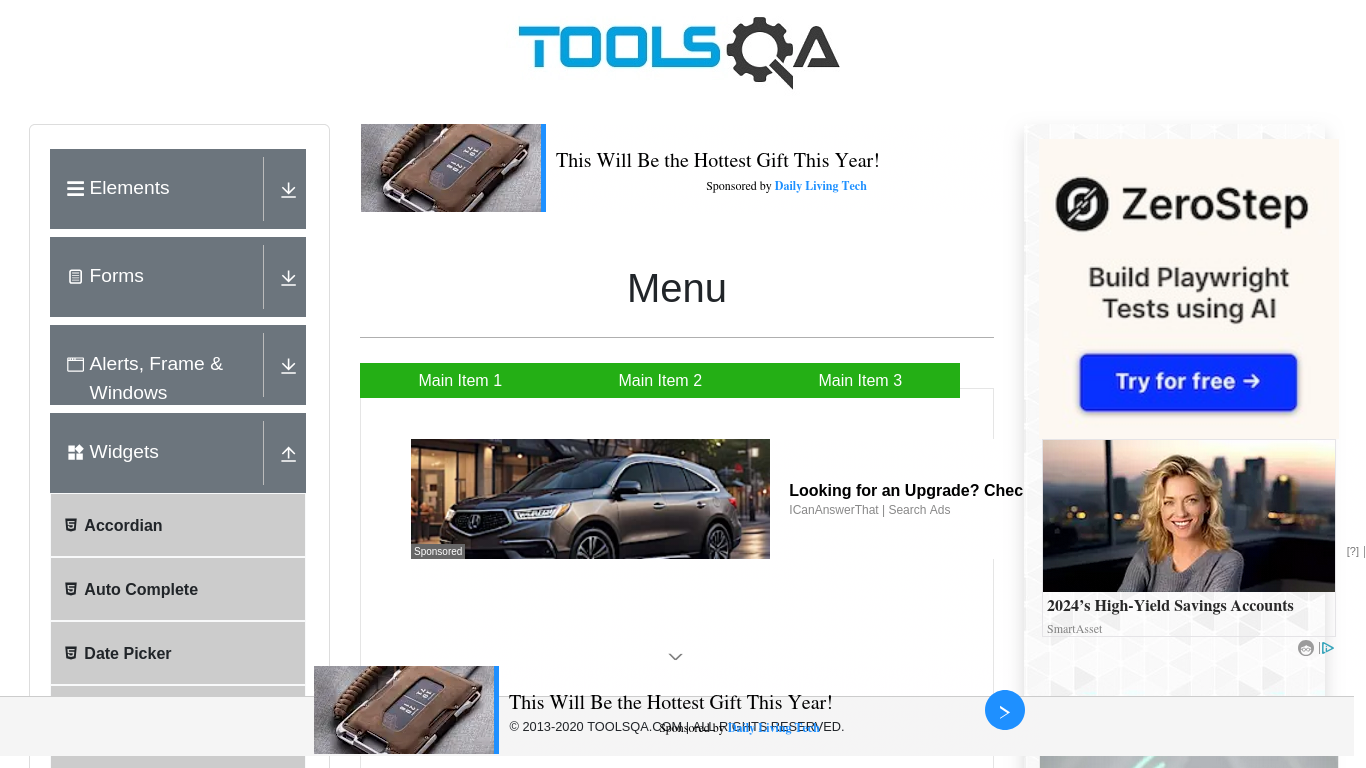 TOOLSQA
Elements
Forms
Alerts, Frame &
Windows
Widgets
Accordian
Auto Complete
Date Picker
This Will Be the Hottest Gift This Year!
Sponsored by Daily Living Tech
Menu
Main Item 1
Main Item 2
Main Item 3
Sponsored
Looking for an Upgrade? Chec
ICanAnswerThat | Search Ads
ZeroStep
Build Playwright
Tests using AI
Try for free →
2024’s High-Yield Savings Accounts
SmartAsset
[?] |
This Will Be the Hottest Gift This Year!
© 2013-2020 TOOLSQA.COM | ALL RIGHTS RESERVED.
Sponsored by Daily Living Tech